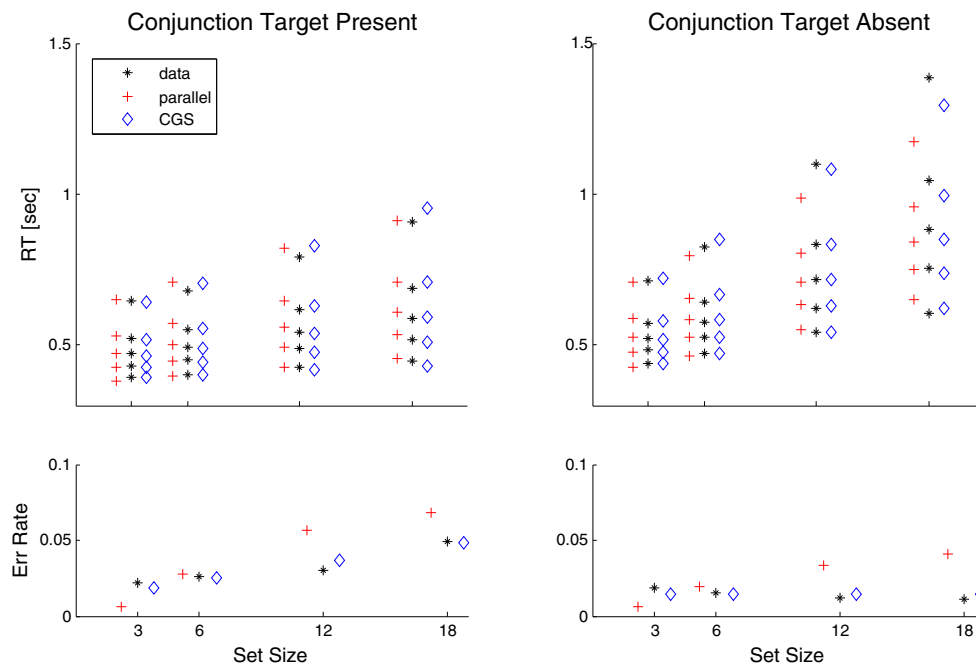 Conjunction Target Present
Conjunction Target Absent
1.5
data
parallel
CGS
1
0.5
RT [sec]
1.5
1
0.5
0.1
0.05
0
Err Rate
3 6 12 18
Set Size
0.1
0.05
0
3 6 12 18
Set Size